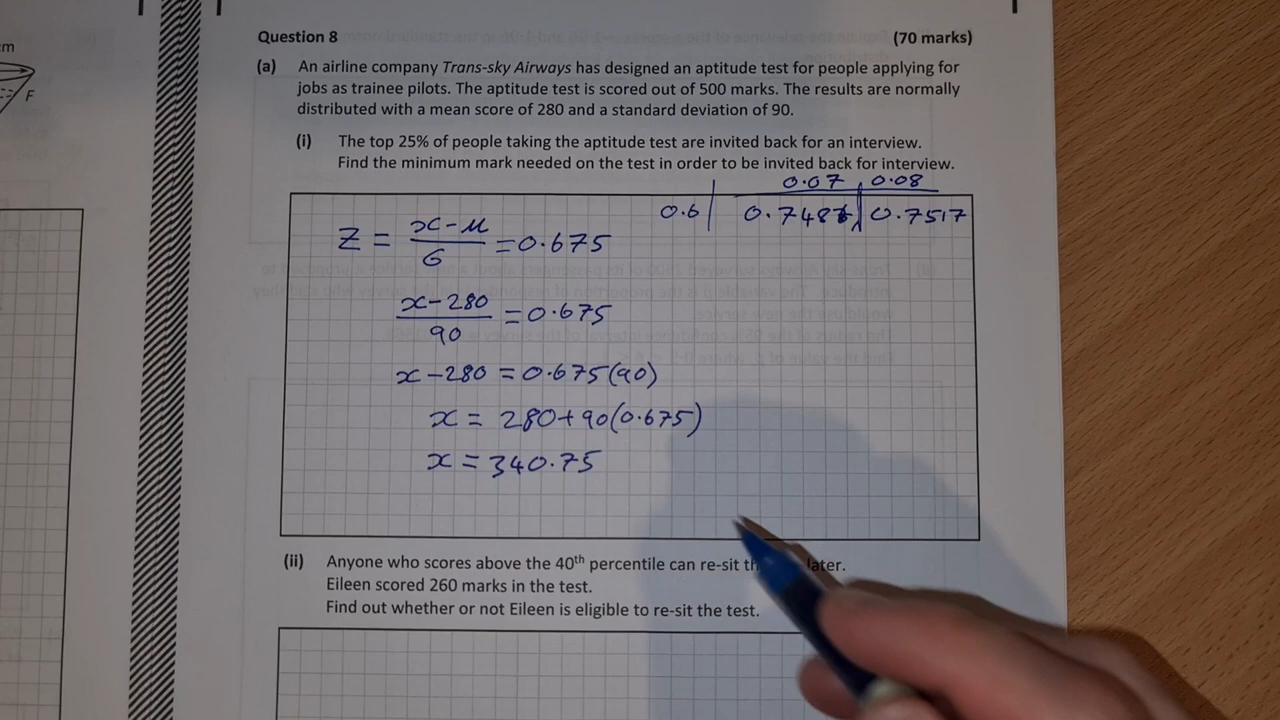 m
F
Question 8 (70 marks)
(a) An airline company Trans-sky Airways has designed an aptitude test for people applying for
jobs as trainee pilots. The aptitude test is scored out of 500 marks. The results are normally
distributed with a mean score of 280 and a standard deviation of 90.
(i) The top 25% of people taking the aptitude test are invited back for an interview.
Find the minimum mark needed on the test in order to be invited back for interview.
0.07 0.08
0.6 0.748 0.7517
Z = x-μ/σ = 0.675
x-280/90 = 0.675
x-280 = 0.675(90)
x = 280+90(0.675)
x = 340.75
(ii) Anyone who scores above the 40th percentile can re-sit th later.
Eileen scored 260 marks in the test.
Find out whether or not Eileen is eligible to re-sit the test.